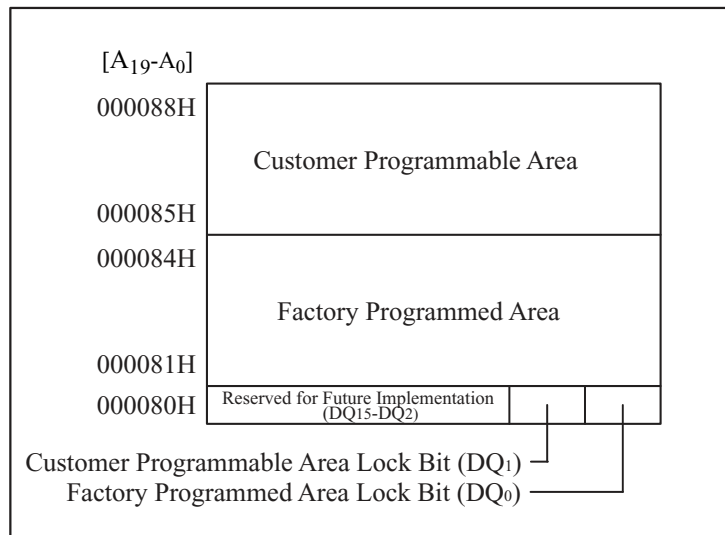 [A19-A0]
000088H
Customer Programmable Area
000085H
000084H
Factory Programmed Area
000081H
000080H
Reserved for Future Implementation
(DQ15-DQ2)
Customer Programmable Area Lock Bit (DQ1)
Factory Programmed Area Lock Bit (DQ0)